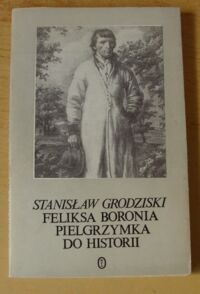 STANISŁAW GRODZISKI
FELIKSA BORONIA
PIELGRZYMKA
DO HISTORII